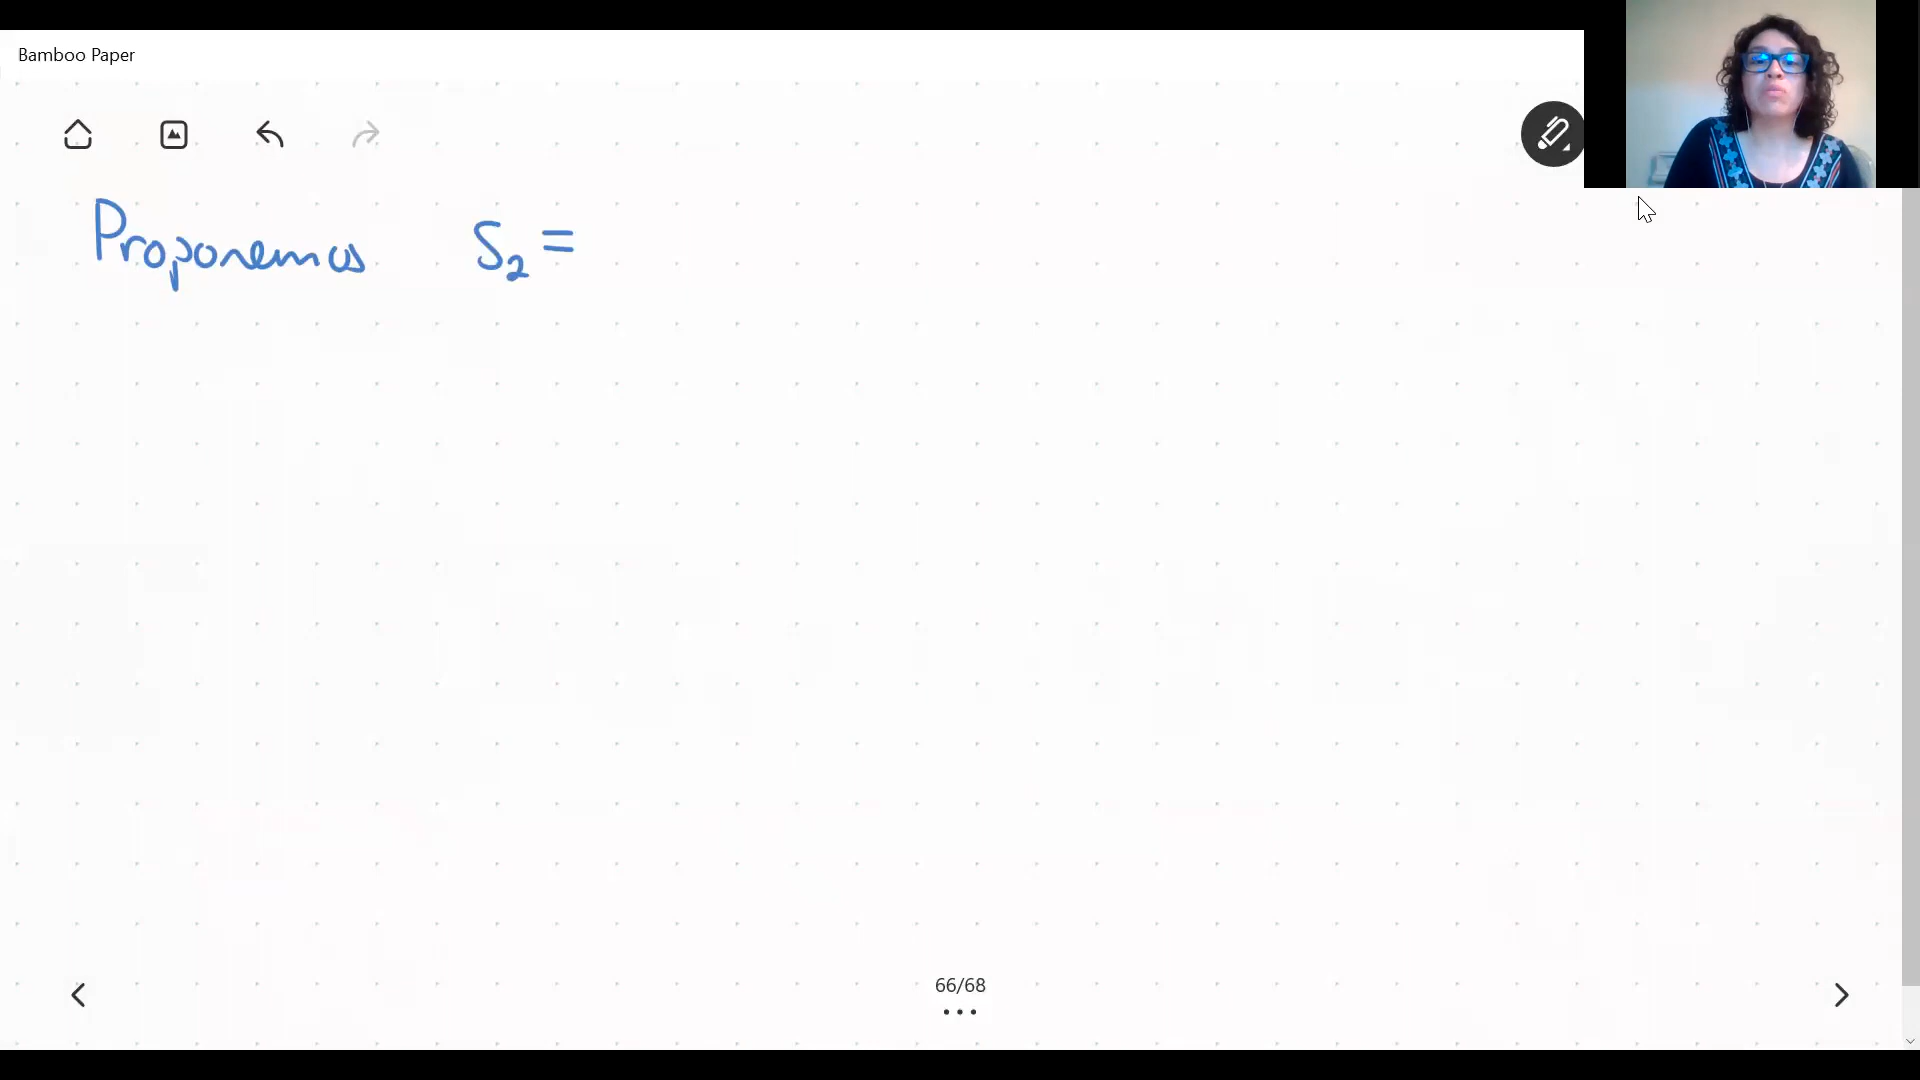 Bamboo Paper
Proponemos S₂ =
66/68